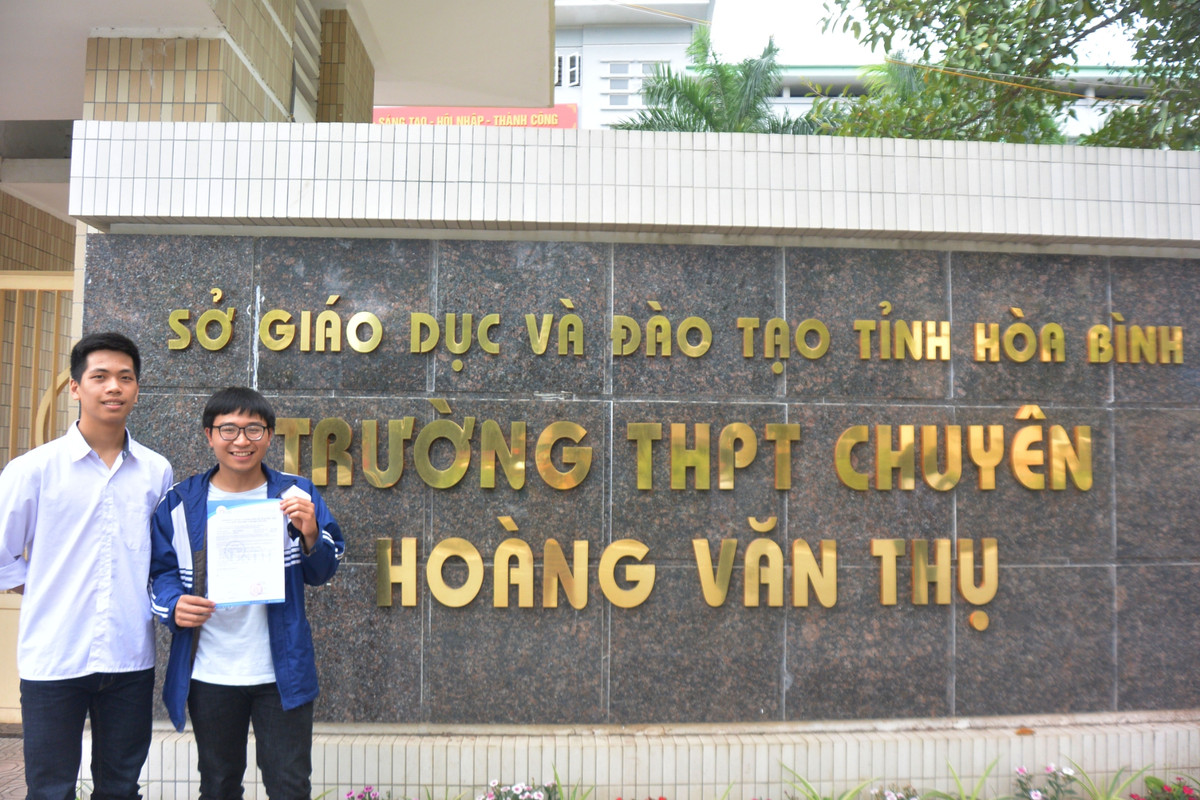 SÁNG TẠO - HỘI NHẬP - THÀNH CÔNG
SỞ GIÁO DỤC VÀ ĐÀO TẠO TỈNH HÒA BÌNH
TRƯỜNG THPT CHUYÊN
HOÀNG VĂN THỤ